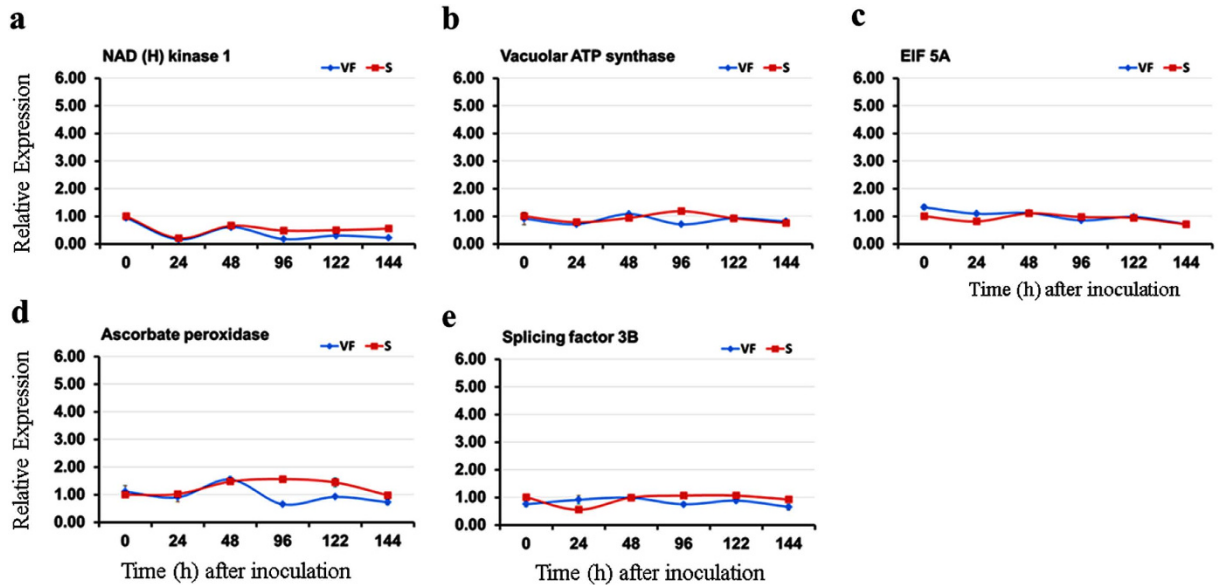 a
NAD (H) kinase 1
VF S
6.00
5.00
4.00
3.00
2.00
1.00
0.00
0 24 48 96 122 144
Relative Expression
b
Vacuolar ATP synthase
VF S
6.00
5.00
4.00
3.00
2.00
1.00
0.00
0 24 48 96 122 144
c
EIF 5A
VF S
6.00
5.00
4.00
3.00
2.00
1.00
0.00
0 24 48 96 122 144
Time (h) after inoculation
d
Ascorbate peroxidase
VF S
6.00
5.00
4.00
3.00
2.00
1.00
0.00
0 24 48 96 122 144
Relative Expression
Time (h) after inoculation
e
Splicing factor 3B
VF S
6.00
5.00
4.00
3.00
2.00
1.00
0.00
0 24 48 96 122 144
Time (h) after inoculation